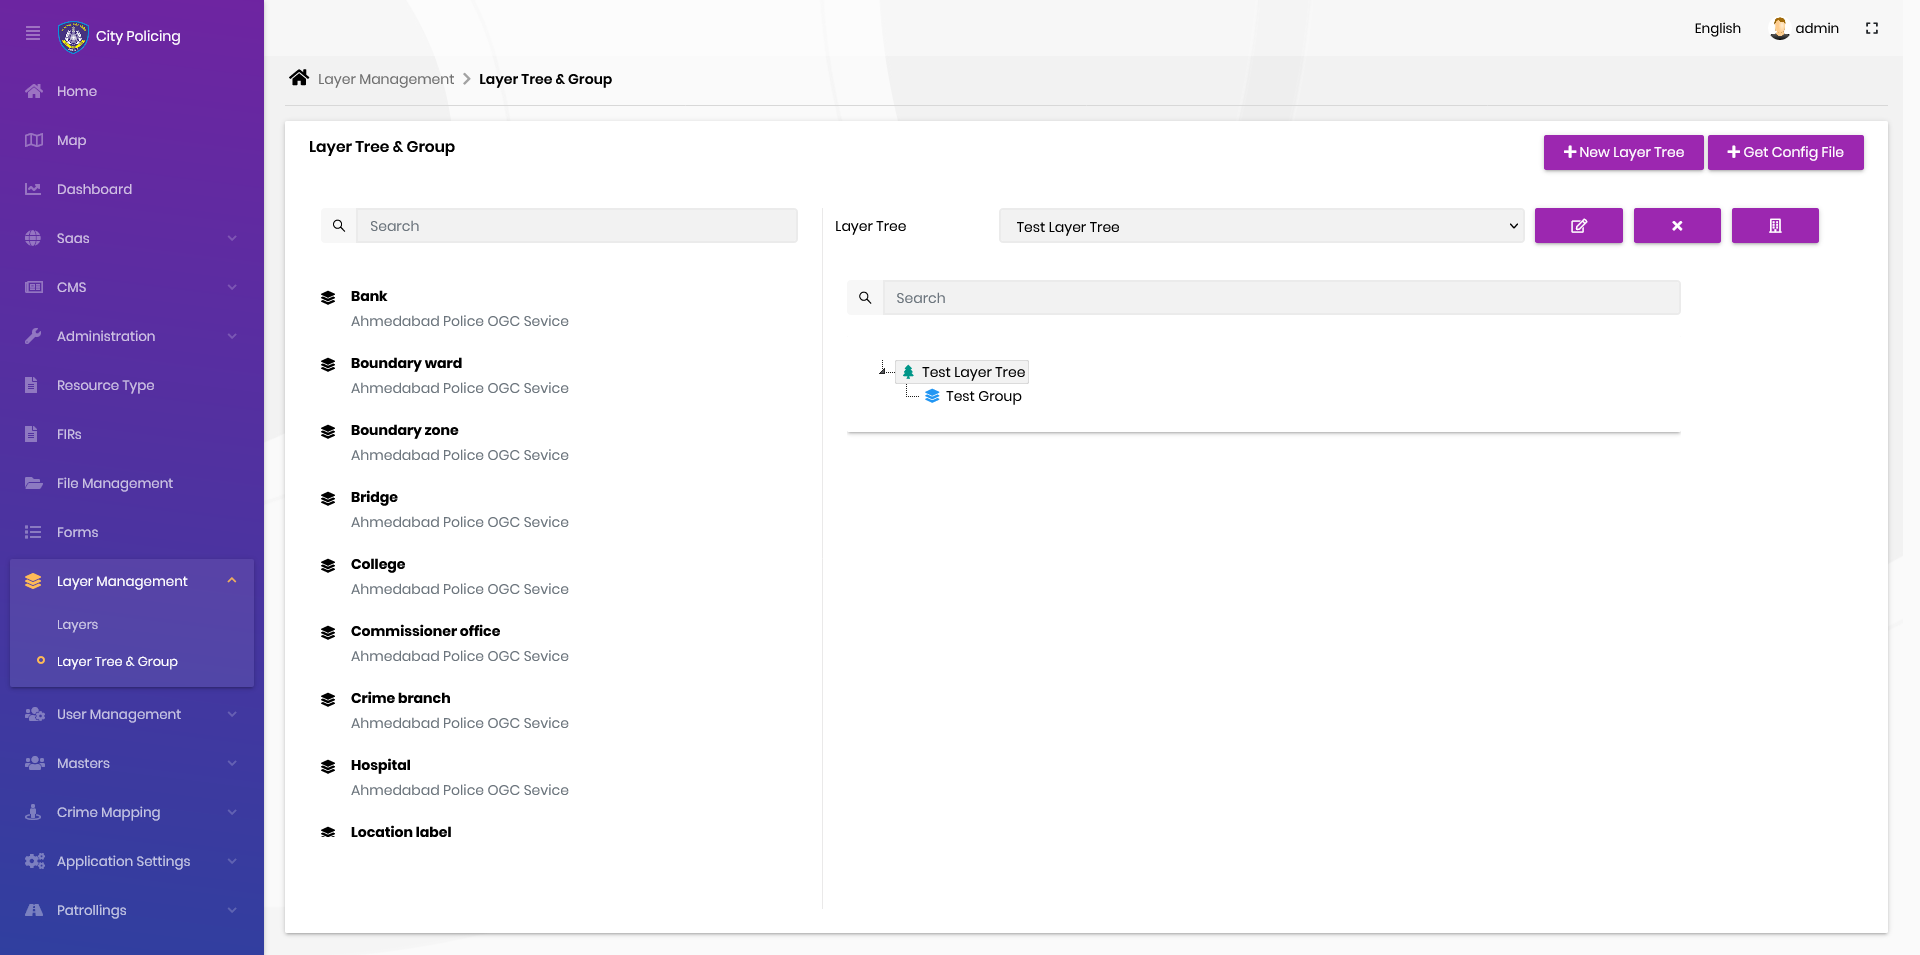 City Policing
Home
Map
Dashboard
Saas
CMS
Administration
Resource Type
FIRs
File Management
Forms
Layer Management
Layers
Layer Tree & Group
User Management
Masters
Crime Mapping
Application Settings
Patrollings
English
admin
Layer Management
Layer Tree & Group
Layer Tree & Group
New Layer Tree
Get Config File
Search
Bank
Ahmedabad Police OGC Sevice
Boundary ward
Ahmedabad Police OGC Sevice
Boundary zone
Ahmedabad Police OGC Sevice
Bridge
Ahmedabad Police OGC Sevice
College
Ahmedabad Police OGC Sevice
Commissioner office
Ahmedabad Police OGC Sevice
Crime branch
Ahmedabad Police OGC Sevice
Hospital
Ahmedabad Police OGC Sevice
Location label
Layer Tree
Test Layer Tree
Search
Test Layer Tree
Test Group